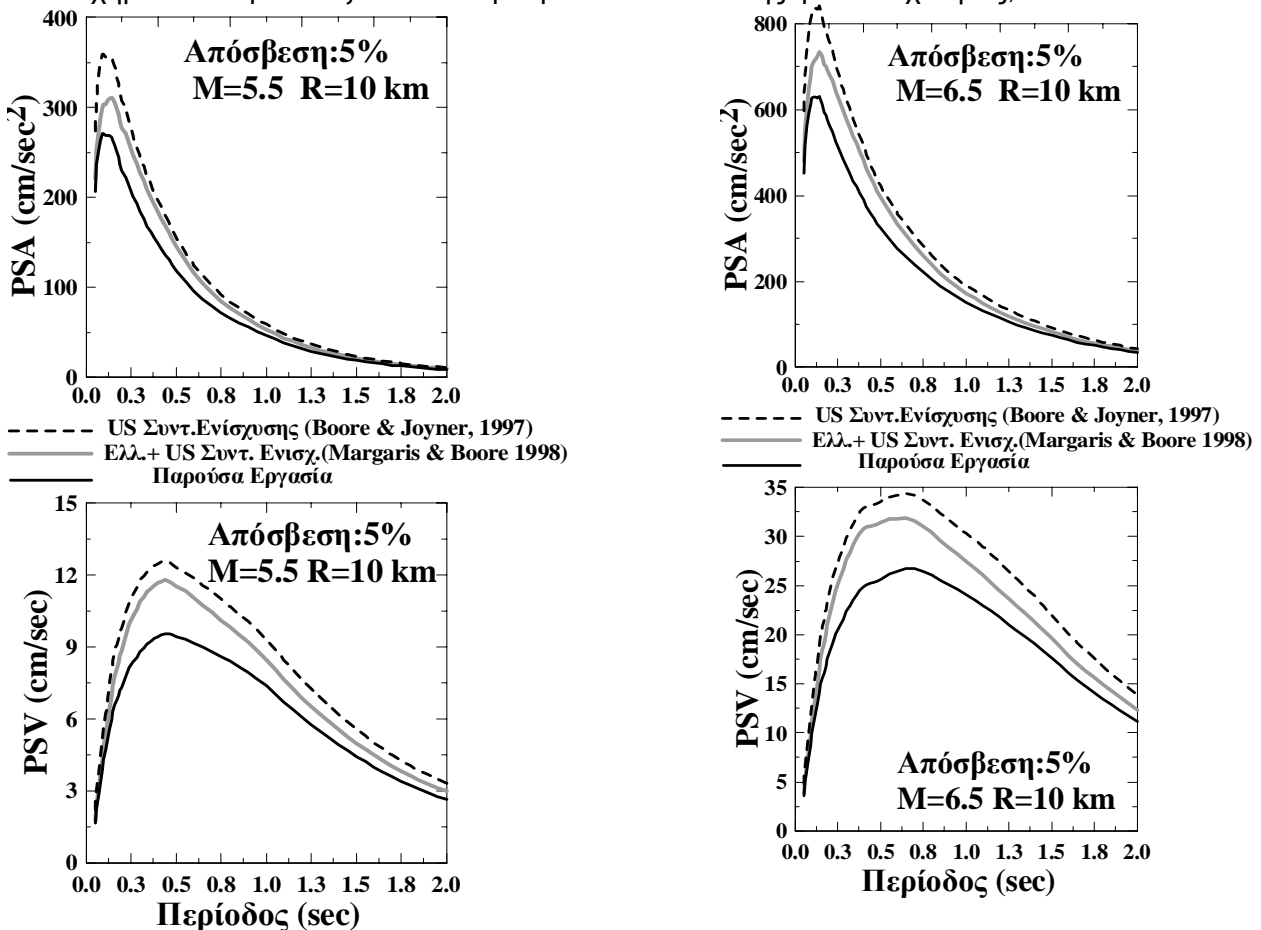 400
300
200
100
0
PSA (cm/sec²)
Απόσβεση:5%
M=5.5 R=10 km
0.0 0.3 0.5 0.8 1.0 1.3 1.5 1.8 2.0
US Συντ.Ενίσχυσης (Boore & Joyner, 1997)
Ελλ.+ US Συντ. Ενισχ.(Margaris & Boore 1998)
Παρούσα Εργασία
15
12
9
6
3
0
PSV (cm/sec)
Απόσβεση:5%
M=5.5 R=10 km
0.0 0.3 0.5 0.8 1.0 1.3 1.5 1.8 2.0
Περίοδος (sec)
800
600
400
200
0
PSA (cm/sec²)
Απόσβεση:5%
M=6.5 R=10 km
0.0 0.3 0.5 0.8 1.0 1.3 1.5 1.8 2.0
US Συντ.Ενίσχυσης (Boore & Joyner, 1997)
Ελλ.+ US Συντ. Ενισχ.(Margaris & Boore 1998)
Παρούσα Εργασία
35
30
25
20
15
10
5
0
PSV (cm/sec)
Απόσβεση:5%
M=6.5 R=10 km
0.0 0.3 0.5 0.8 1.0 1.3 1.5 1.8 2.0
Περίοδος (sec)